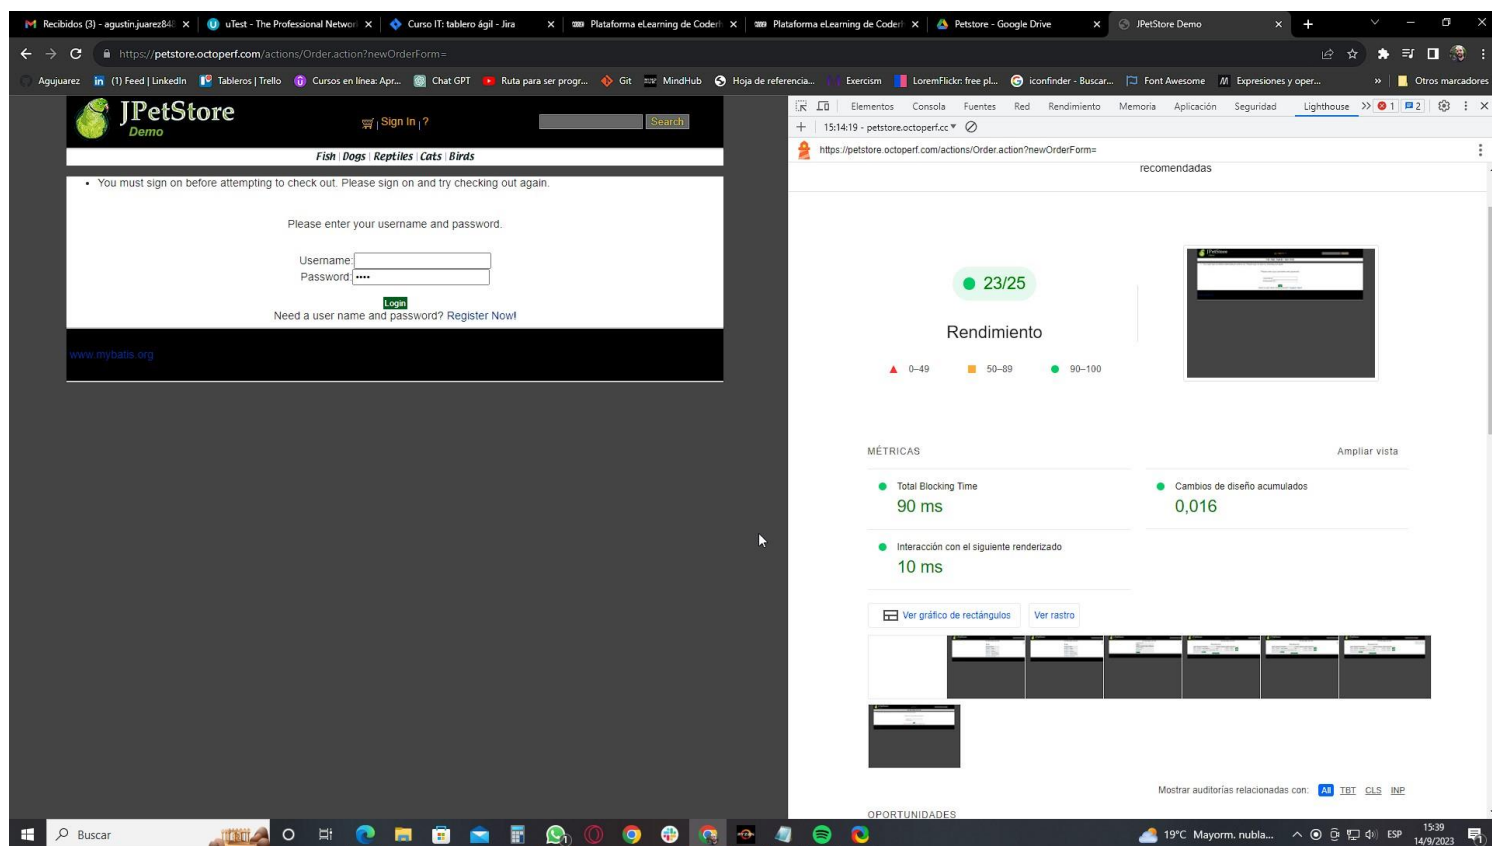 Recibidos (3) - agustin.juarez848
uTest - The Professional Networ
Curso IT: tablero ágil - Jira
Plataforma eLearning de Coderh
Plataforma eLearning de Coderh
Petstore - Google Drive
JPetStore Demo
https://petstore.octoperf.com/actions/Order.action?newOrderForm=
Agujuarez
(1) Feed | LinkedIn
Tableros | Trello
Cursos en línea: Apr...
Chat GPT
Ruta para ser progr...
Git
MindHub
Hoja de referencia...
Exercism
LoremFlickr: free pl...
iconfinder - Buscar...
Font Awesome
Expresiones y oper...
»
Otros marcadores
JPetStore
Demo
| Sign In | ?
Search
Fish | Dogs | Reptiles | Cats | Birds
• You must sign on before attempting to check out. Please sign on and try checking out again.
Please enter your username and password.
Username:
Password: ••••
Login
Need a user name and password? Register Now!
www.mybatis.org
Elementos Consola Fuentes Red Rendimiento Memoria Aplicación Seguridad Lighthouse » 1 2
15:14:19 - petstore.octoperf.cc
https://petstore.octoperf.com/actions/Order.action?newOrderForm=
recomendadas
23/25
Rendimiento
0–49 50–89 90–100
MÉTRICAS
Ampliar vista
Total Blocking Time
90 ms
Cambios de diseño acumulados
0,016
Interacción con el siguiente renderizado
10 ms
Ver gráfico de rectángulos
Ver rastro
Mostrar auditorías relacionadas con: All TBT CLS INP
OPORTUNIDADES
Buscar
19°C Mayorm. nubla...
ESP
15:39
14/9/2023